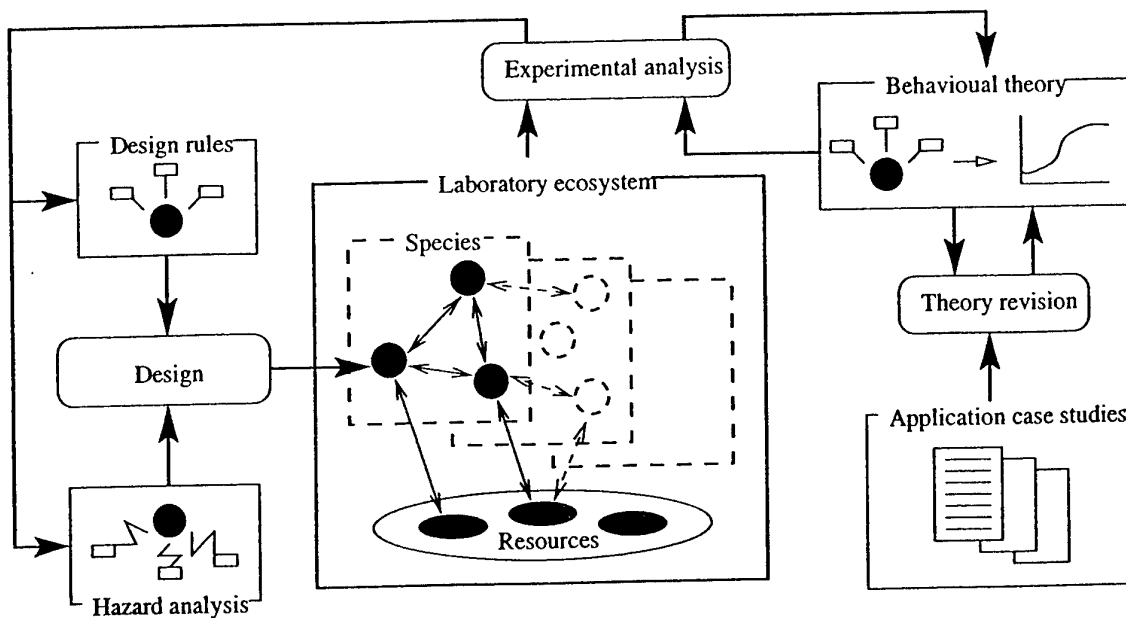 Experimental analysis
Behavioual theory
Design rules
Laboratory ecosystem
Species
Theory revision
Design
Application case studies
Resources
Hazard analysis